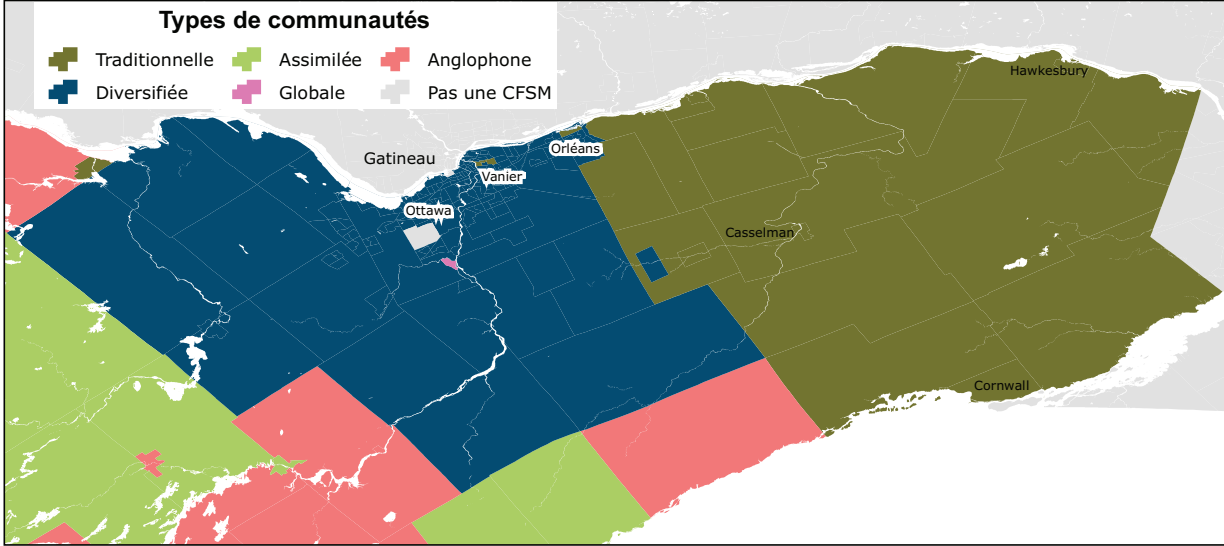 Types de communautés
Traditionnelle Assimilée Anglophone
Diversifiée Globale Pas une CFSM
Hawkesbury
Orléans
Gatineau
Vanier
Ottawa
Casselman
Cornwall